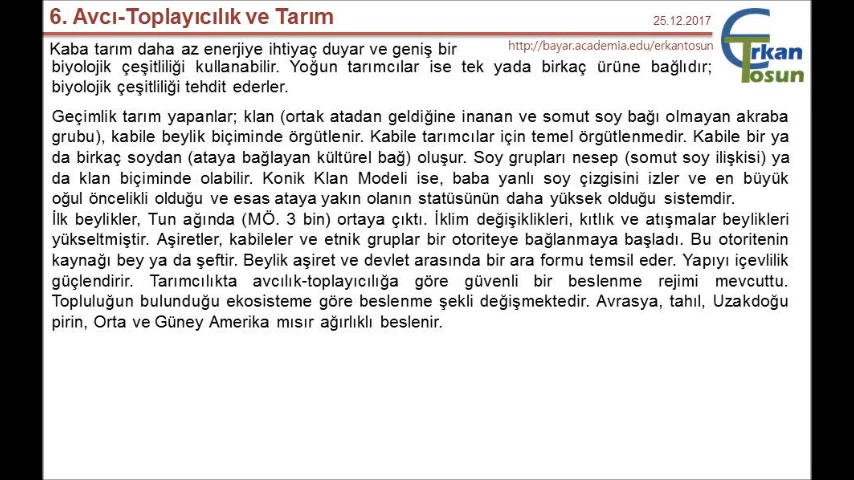 6. Avcı-Toplayıcılık ve Tarım
25.12.2017
http://bayar.academia.edu/erkantosun
Erkan
Tosun
Kaba tarım daha az enerjiye ihtiyaç duyar ve geniş bir
biyolojik çeşitliliği kullanabilir. Yoğun tarımcılar ise tek yada birkaç ürüne bağlıdır;
biyolojik çeşitliliği tehdit ederler.
Geçimlik tarım yapanlar; klan (ortak atadan geldiğine inanan ve somut soy bağı olmayan akraba
grubu), kabile beylik biçiminde örgütlenir. Kabile tarımcılar için temel örgütlenmedir. Kabile bir ya
da birkaç soydan (ataya bağlayan kültürel bağ) oluşur. Soy grupları nesep (somut soy ilişkisi) ya
da klan biçiminde olabilir. Konik Klan Modeli ise, baba yanlı soy çizgisini izler ve en büyük
oğul öncelikli olduğu ve esas ataya yakın olanın statüsünün daha yüksek olduğu sistemdir.
İlk beylikler, Tun ağında (MÖ. 3 bin) ortaya çıktı. İklim değişiklikleri, kıtlık ve atışmalar beylikleri
yükseltmiştir. Aşiretler, kabileler ve etnik gruplar bir otoriteye bağlanmaya başladı. Bu otoritenin
kaynağı bey ya da şeftir. Beylik aşiret ve devlet arasında bir ara formu temsil eder. Yapıyı içevlilik
güçlendirir. Tarımcılıkta avcılık-toplayıcılığa göre güvenli bir beslenme rejimi mevcuttu.
Topluluğun bulunduğu ekosisteme göre beslenme şekli değişmektedir. Avrasya, tahıl, Uzakdoğu
pirin, Orta ve Güney Amerika mısır ağırlıklı beslenir.